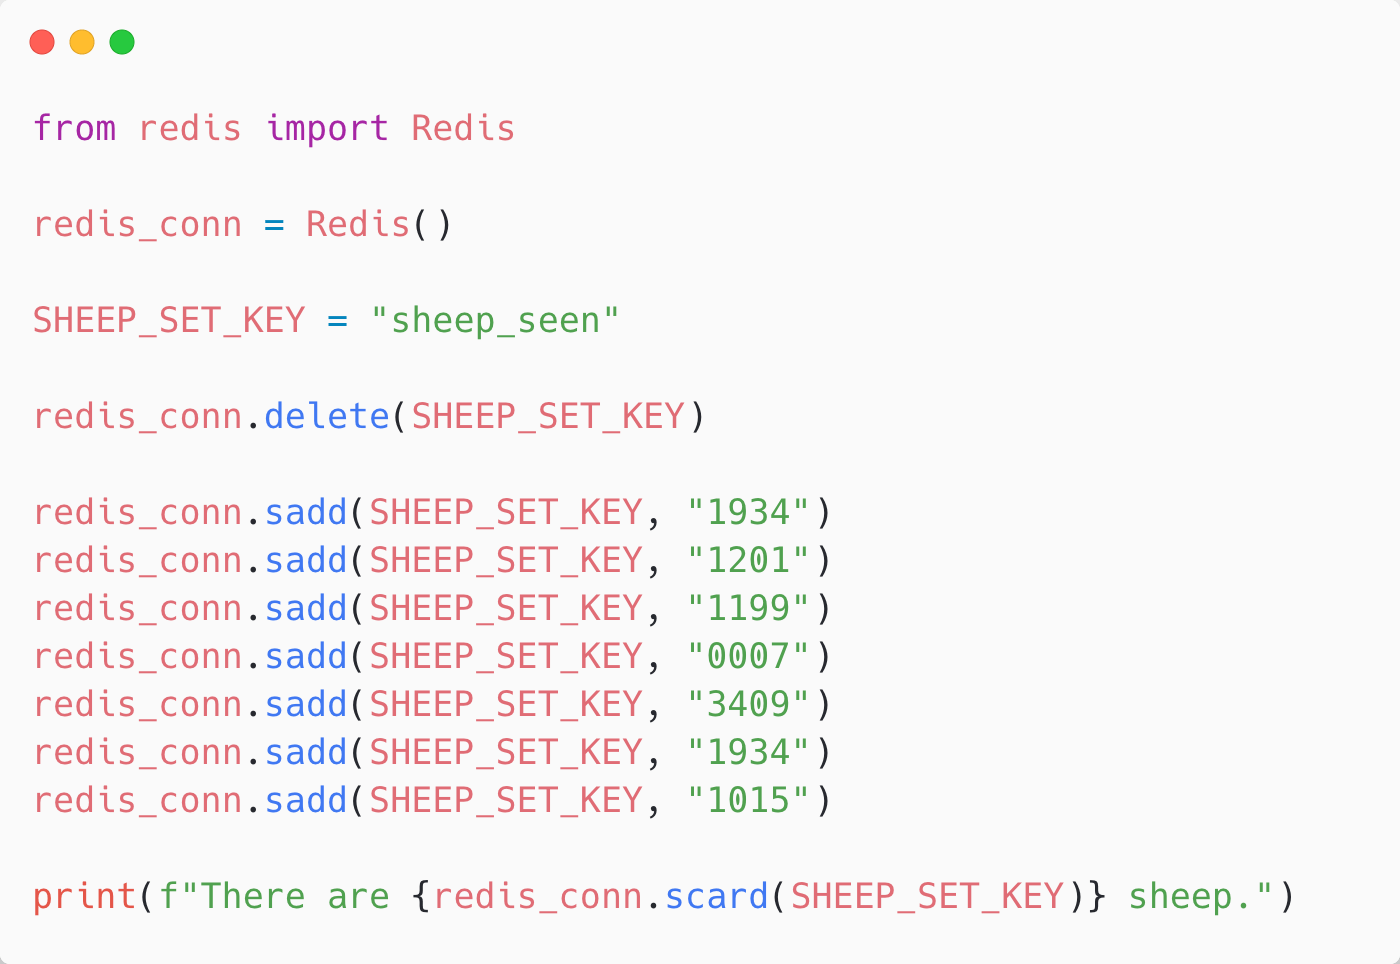 from redis import Redis
redis_conn = Redis()
SHEEP_SET_KEY = "sheep_seen"
redis_conn.delete(SHEEP_SET_KEY)
redis_conn.sadd(SHEEP_SET_KEY, "1934")
redis_conn.sadd(SHEEP_SET_KEY, "1201")
redis_conn.sadd(SHEEP_SET_KEY, "1199")
redis_conn.sadd(SHEEP_SET_KEY, "0007")
redis_conn.sadd(SHEEP_SET_KEY, "3409")
redis_conn.sadd(SHEEP_SET_KEY, "1934")
redis_conn.sadd(SHEEP_SET_KEY, "1015")
print(f"There are {redis_conn.scard(SHEEP_SET_KEY)} sheep.")